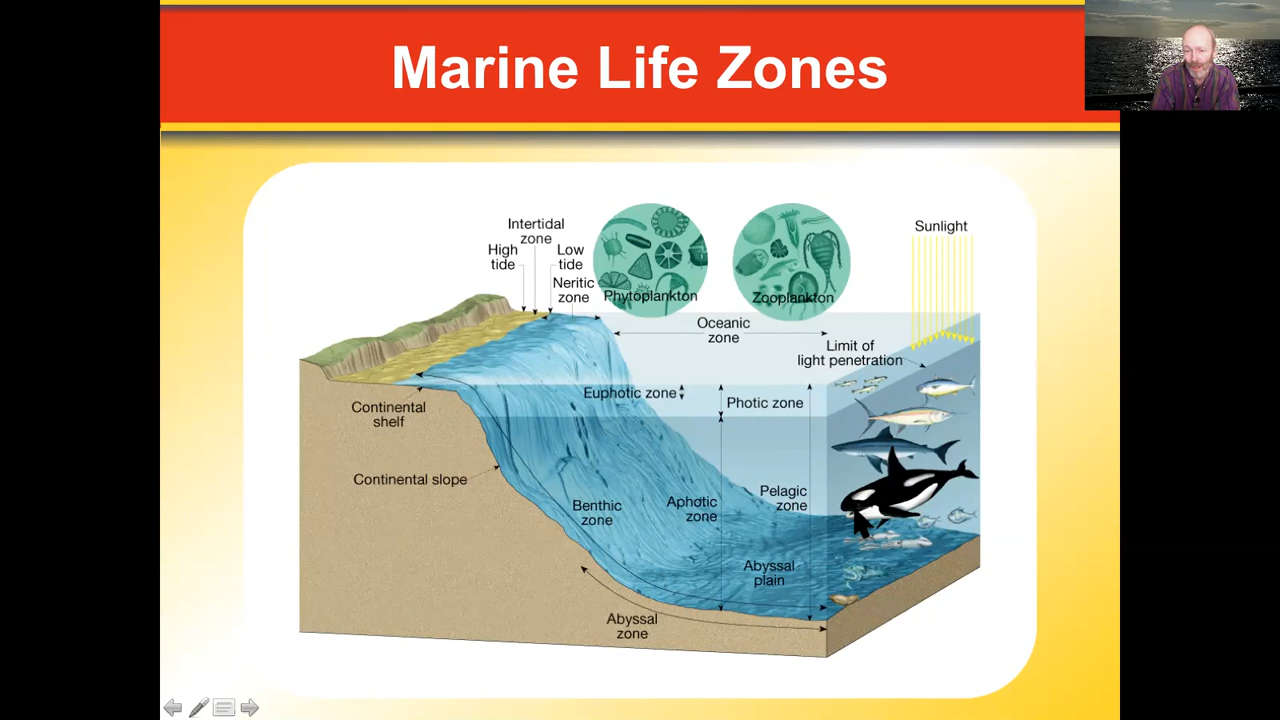 Marine Life Zones
Intertidal
zone
High
tide
Low
tide
Neritic
zone
Phytoplankton
Zooplankton
Sunlight
Oceanic
zone
Limit of
light penetration
Euphotic zone
Photic zone
Continental
shelf
Continental slope
Benthic
zone
Aphotic
zone
Pelagic
zone
Abyssal
plain
Abyssal
zone